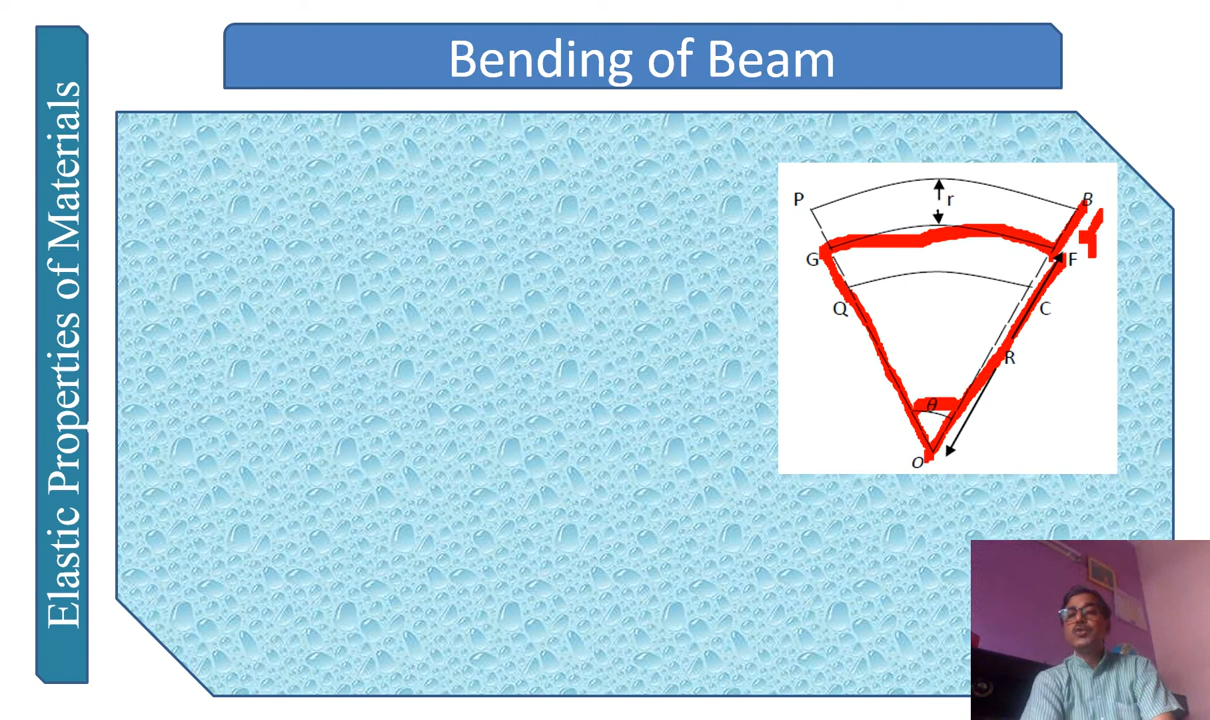 Elastic Properties of Materials
Bending of Beam
P
r
B
G
F
Q
C
R
θ
O